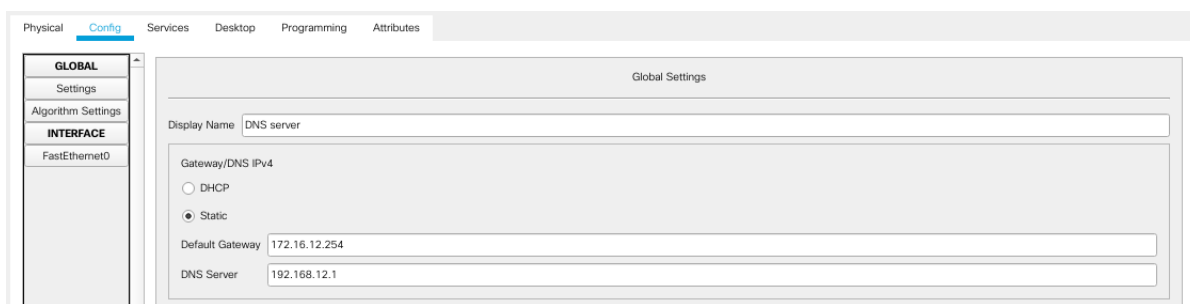 Physical Config Services Desktop Programming Attributes
GLOBAL
Settings
Algorithm Settings
INTERFACE
FastEthernet0
Global Settings
Display Name DNS server
Gateway/DNS IPv4
DHCP
Static
Default Gateway 172.16.12.254
DNS Server 192.168.12.1